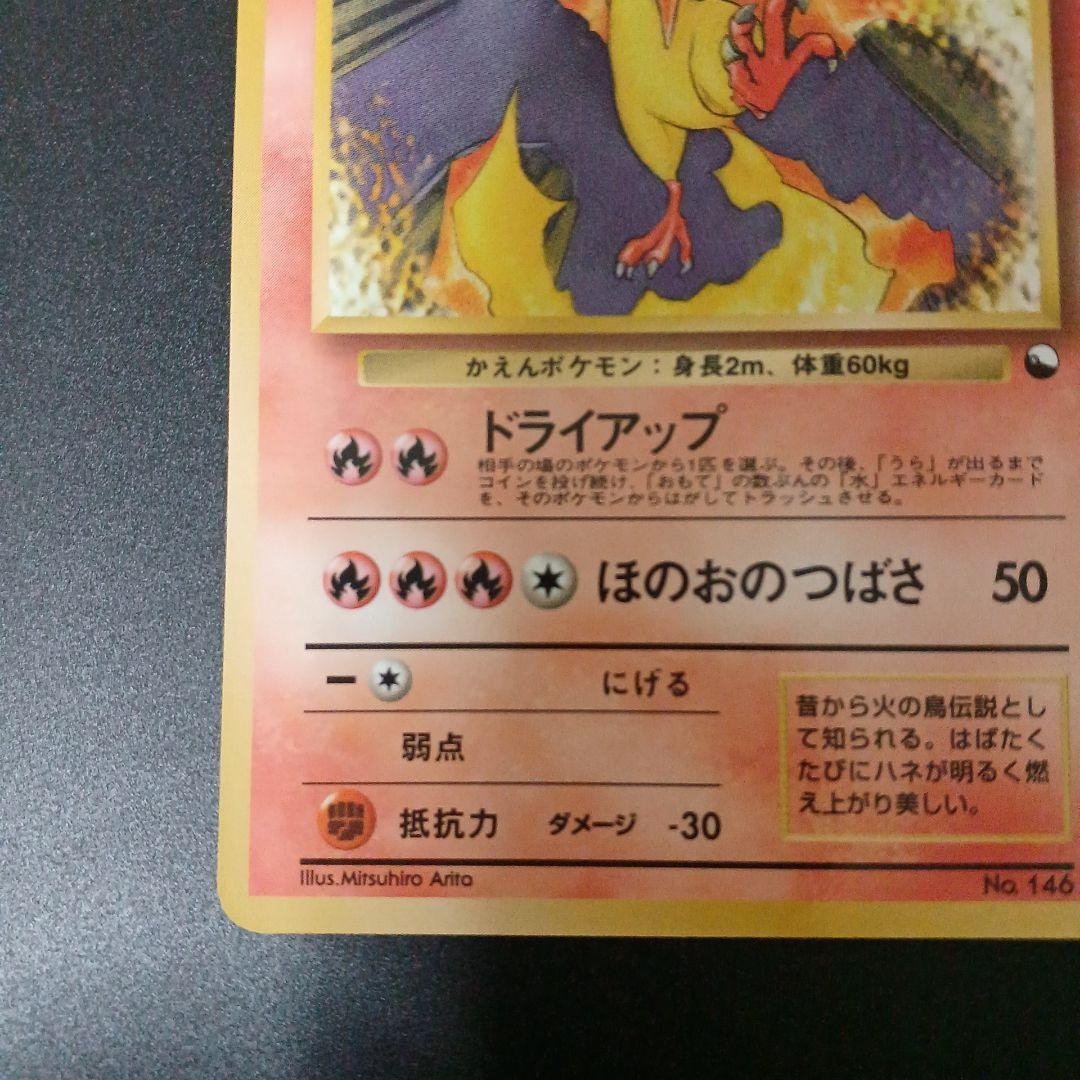 かえんポケモン：身長2m、体重60kg
ドライアップ
相手の場のポケモンから1匹を選ぶ。その後、「うら」が出るまで
コインを投げ続け、「おもて」の数ぶんの「水」エネルギーカード
を、そのポケモンからはがしてトラッシュさせる。
ほのおのつばさ 50
にげる
弱点
抵抗力 ダメージ -30
昔から火の鳥伝説とし
て知られる。はばたく
たびにハネが明るく燃
え上がり美しい。
Illus.Mitsuhiro Arita
No. 146